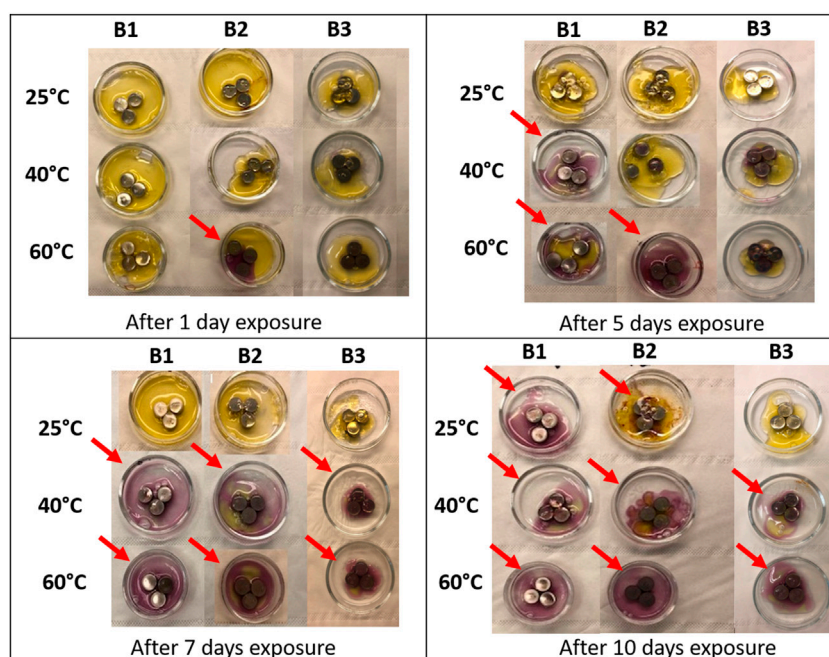 B1 B2 B3
25°C
40°C
60°C
After 1 day exposure
B1 B2 B3
25°C
40°C
60°C
After 5 days exposure
B1 B2 B3
25°C
40°C
60°C
After 7 days exposure
B1 B2 B3
25°C
40°C
60°C
After 10 days exposure